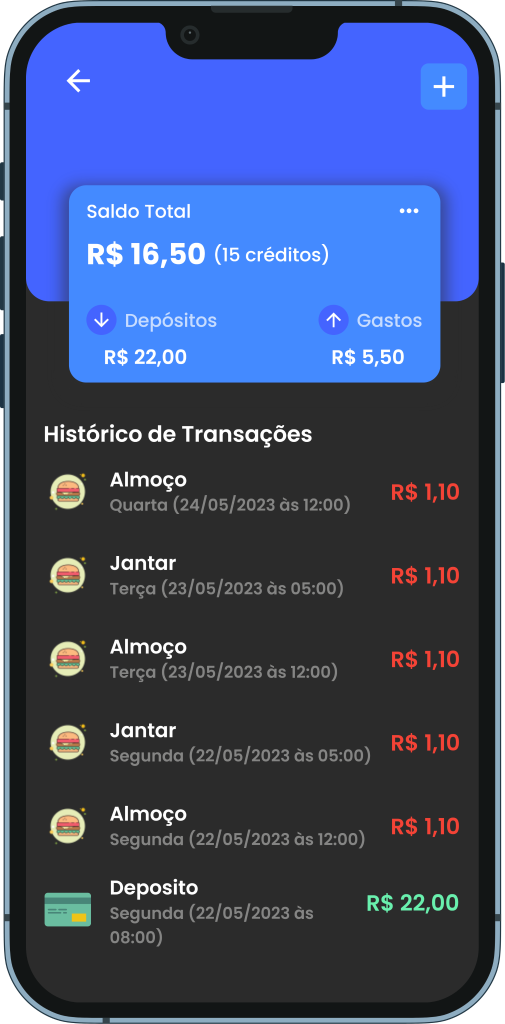 Saldo Total
R$ 16,50 (15 créditos)
Depósitos Gastos
R$ 22,00 R$ 5,50
Histórico de Transações
Almoço
Quarta (24/05/2023 às 12:00) R$ 1,10
Jantar
Terça (23/05/2023 às 05:00) R$ 1,10
Almoço
Terça (23/05/2023 às 12:00) R$ 1,10
Jantar
Segunda (22/05/2023 às 05:00) R$ 1,10
Almoço
Segunda (22/05/2023 às 12:00) R$ 1,10
Deposito
Segunda (22/05/2023 às R$ 22,00
08:00)